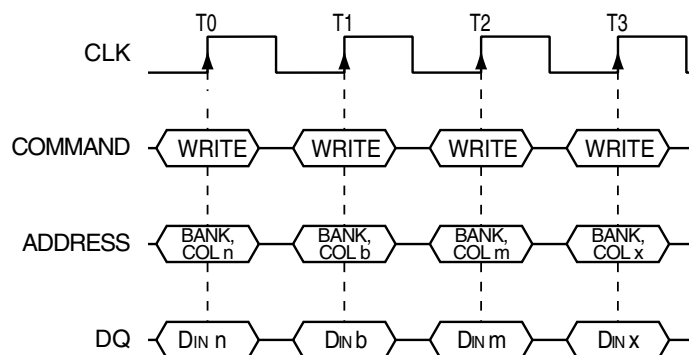 T0 T1 T2 T3
CLK
COMMAND WRITE WRITE WRITE WRITE
ADDRESS BANK, COL n BANK, COL b BANK, COL m BANK, COL x
DQ DIN n DIN b DIN m DIN x